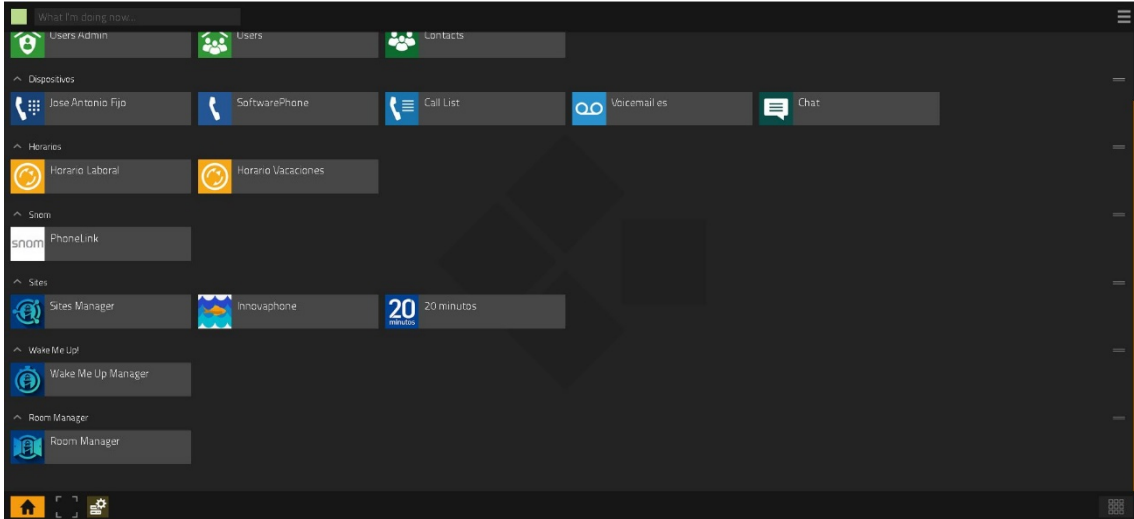 What I'm doing now...
Users Admin
Users
Contacts
Dispositivos
Jose Antonio Fijo
SoftwarePhone
Call List
Voicemail es
Chat
Horarios
Horario Laboral
Horario Vacaciones
Snom
snom
PhoneLink
Sites
Sites Manager
Innovaphone
20
minutos
20 minutos
Wake Me Up!
Wake Me Up Manager
Room Manager
Room Manager